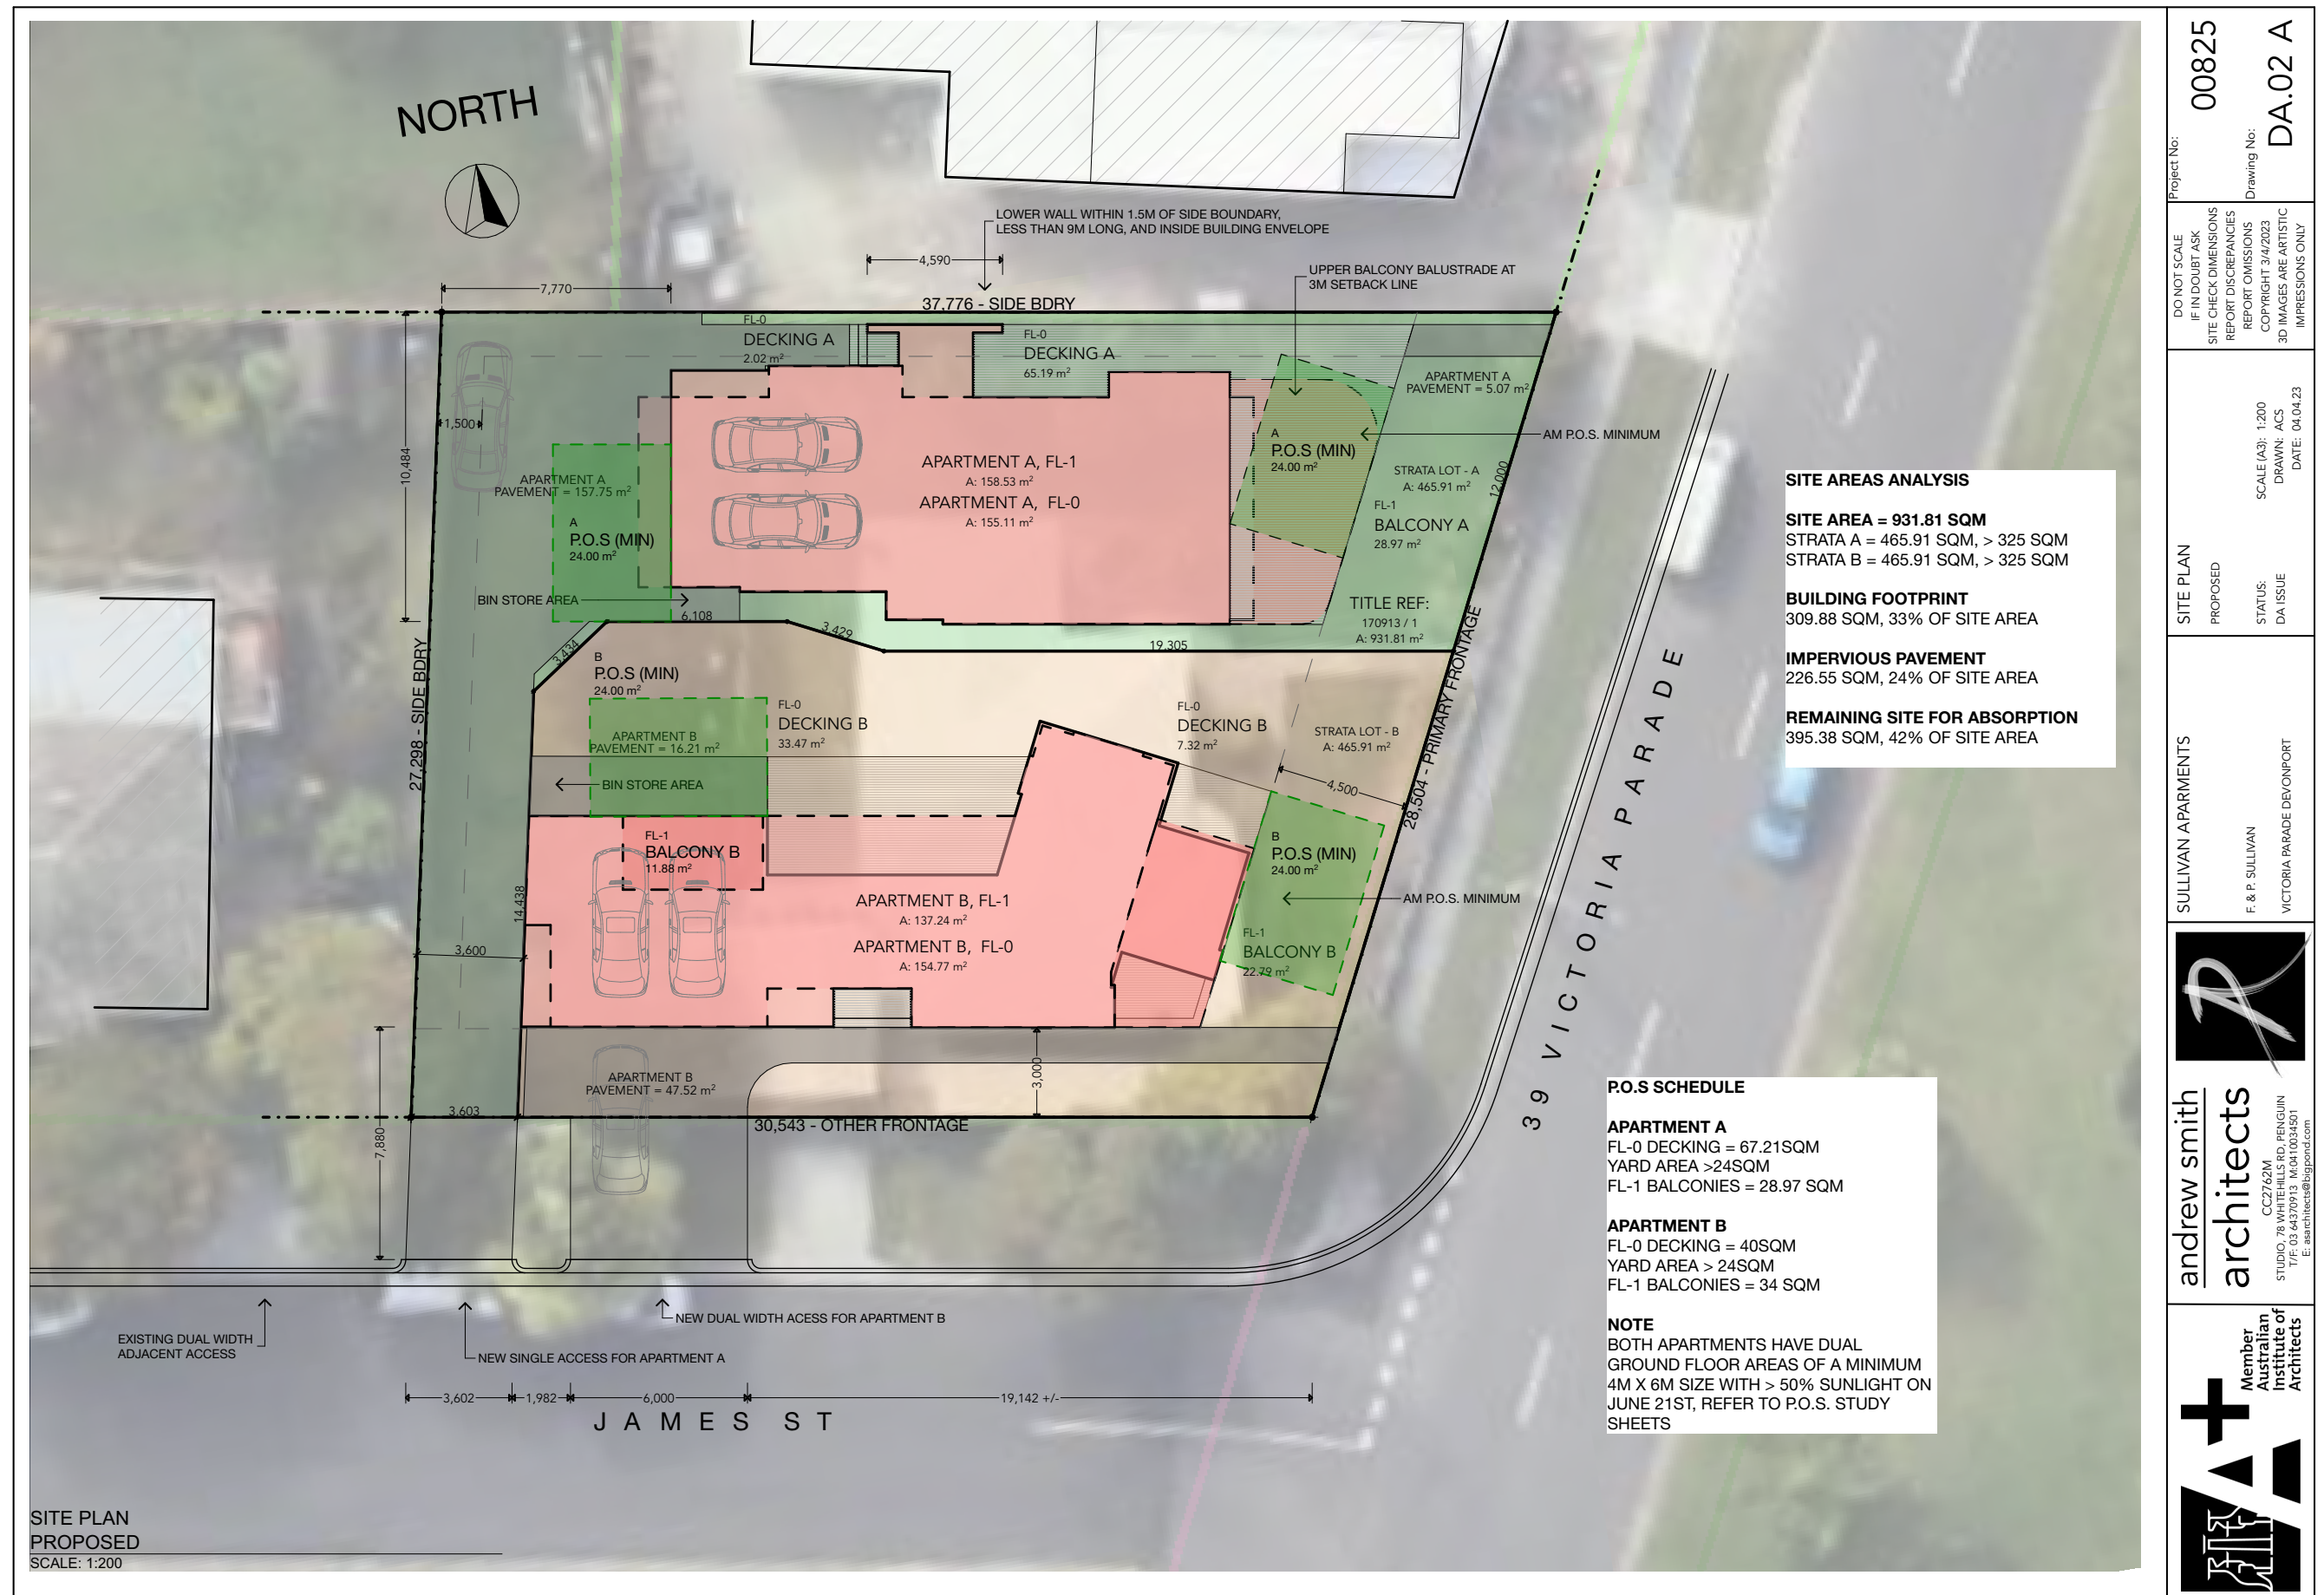 NORTH
LOWER WALL WITHIN 1.5M OF SIDE BOUNDARY,
LESS THAN 9M LONG, AND INSIDE BUILDING ENVELOPE
4,590
7,770
UPPER BALCONY BALUSTRADE AT
3M SETBACK LINE
37,776 - SIDE BDRY
FL-0
DECKING A
2.02 m²
FL-0
DECKING A
65.19 m²
APARTMENT A
PAVEMENT = 5.07 m²
1,500
10,484
A
P.O.S (MIN)
24.00 m²
AM P.O.S. MINIMUM
APARTMENT A
PAVEMENT = 157.75 m²
APARTMENT A, FL-1
A: 158.53 m²
APARTMENT A, FL-0
A: 155.11 m²
STRATA LOT - A
A: 465.91 m²
12,000
A
P.O.S (MIN)
24.00 m²
FL-1
BALCONY A
28.97 m²
BIN STORE AREA
6,108
TITLE REF:
170913 / 1
A: 931.81 m²
3,434
3,429
19,305
27,298 - SIDE BDRY
28,504 - PRIMARY FRONTAGE
B
P.O.S (MIN)
24.00 m²
FL-0
DECKING B
33.47 m²
FL-0
DECKING B
7.32 m²
STRATA LOT - B
A: 465.91 m²
APARTMENT B
PAVEMENT = 16.21 m²
BIN STORE AREA
4,500
FL-1
BALCONY B
11.88 m²
B
P.O.S (MIN)
24.00 m²
AM P.O.S. MINIMUM
14,438
APARTMENT B, FL-1
A: 137.24 m²
APARTMENT B, FL-0
A: 154.77 m²
FL-1
BALCONY B
22.79 m²
3,600
3,000
APARTMENT B
PAVEMENT = 47.52 m²
3,603
30,543 - OTHER FRONTAGE
7,880
39 VICTORIA PARADE
NEW DUAL WIDTH ACESS FOR APARTMENT B
EXISTING DUAL WIDTH
ADJACENT ACCESS
NEW SINGLE ACCESS FOR APARTMENT A
3,602
1,982
6,000
19,142 +/-
JAMES ST
SITE PLAN
PROPOSED
SCALE: 1:200
SITE AREAS ANALYSIS
SITE AREA = 931.81 SQM
STRATA A = 465.91 SQM, > 325 SQM
STRATA B = 465.91 SQM, > 325 SQM
BUILDING FOOTPRINT
309.88 SQM, 33% OF SITE AREA
IMPERVIOUS PAVEMENT
226.55 SQM, 24% OF SITE AREA
REMAINING SITE FOR ABSORPTION
395.38 SQM, 42% OF SITE AREA
P.O.S SCHEDULE
APARTMENT A
FL-0 DECKING = 67.21SQM
YARD AREA >24SQM
FL-1 BALCONIES = 28.97 SQM
APARTMENT B
FL-0 DECKING = 40SQM
YARD AREA > 24SQM
FL-1 BALCONIES = 34 SQM
NOTE
BOTH APARTMENTS HAVE DUAL
GROUND FLOOR AREAS OF A MINIMUM
4M X 6M SIZE WITH > 50% SUNLIGHT ON
JUNE 21ST, REFER TO P.O.S. STUDY
SHEETS
Project No:
00825
Drawing No:
DA.02 A
DO NOT SCALE
IF IN DOUBT ASK
SITE CHECK DIMENSIONS
REPORT DISCREPANCIES
REPORT OMISSIONS
COPYRIGHT 3/4/2023
3D IMAGES ARE ARTISTIC
IMPRESSIONS ONLY
SITE PLAN
PROPOSED
STATUS:
DA ISSUE
SCALE (A3): 1:200
DRAWN: ACS
DATE: 04.04.23
SULLIVAN APARMENTS
F. & P. SULLIVAN
VICTORIA PARADE DEVONPORT
andrew smith
architects
CC2762M
STUDIO, 78 WHITEHILLS RD, PENGUIN
T/F: 03 64370913 M:0410034501
E: asarchitects@bigpond.com
A+
Member
Australian
Institute of
Architects